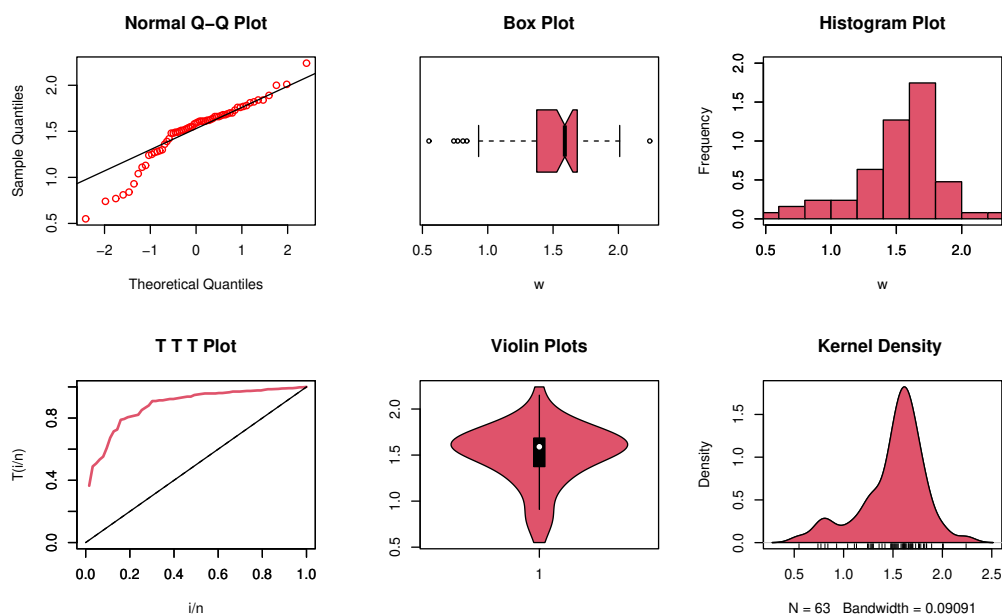 Normal Q−Q Plot
Sample Quantiles
0.5 1.0 1.5 2.0
−2 −1 0 1 2
Theoretical Quantiles
Box Plot
0.5 1.0 1.5 2.0
w
Histogram Plot
Frequency
0.0 0.5 1.0 1.5 2.0
0.5 1.0 1.5 2.0
w
T T T Plot
T(i/n)
0.0 0.4 0.8
0.0 0.2 0.4 0.6 0.8 1.0
i/n
Violin Plots
0.5 1.0 1.5 2.0
1
Kernel Density
Density
0.0 0.5 1.0 1.5
0.5 1.0 1.5 2.0 2.5
N = 63 Bandwidth = 0.09091